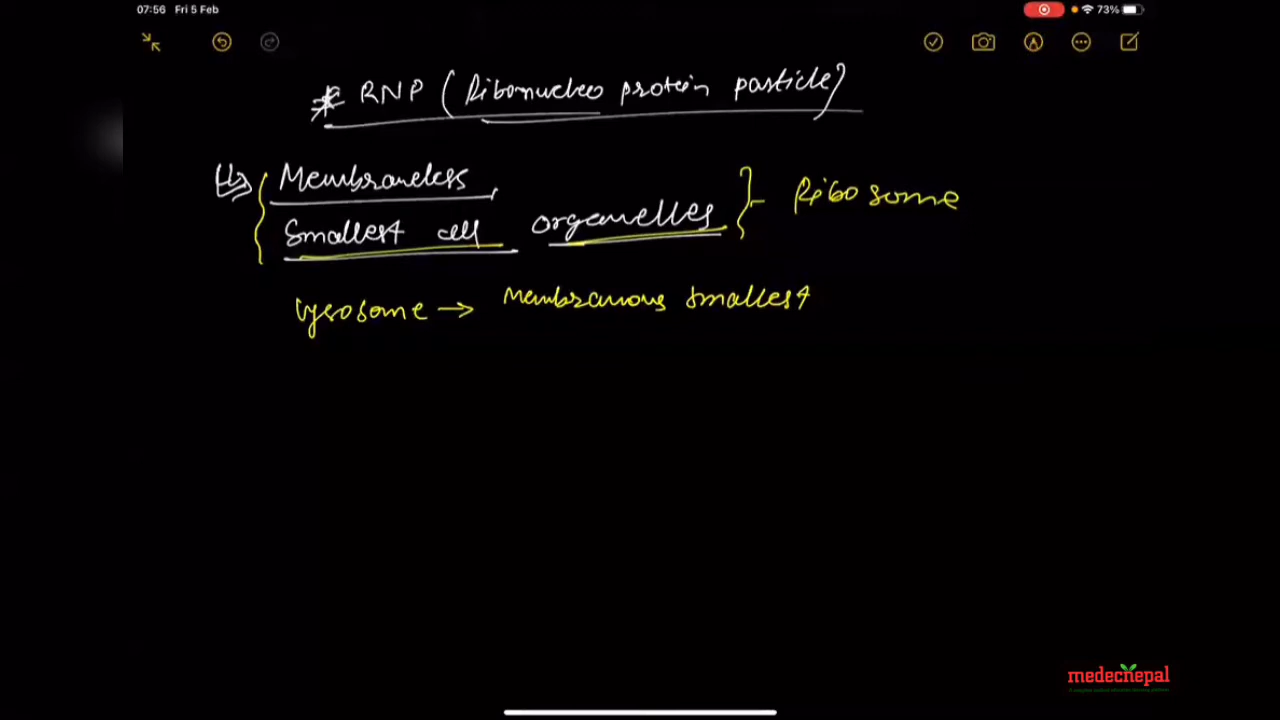 07:56 Fri 5 Feb
73%
* RNP (Ribonucleo protein particle)
Membraneless
Smallest cell organelles } - Ribosome
Lysosome → Membranous smallest
medecnepal